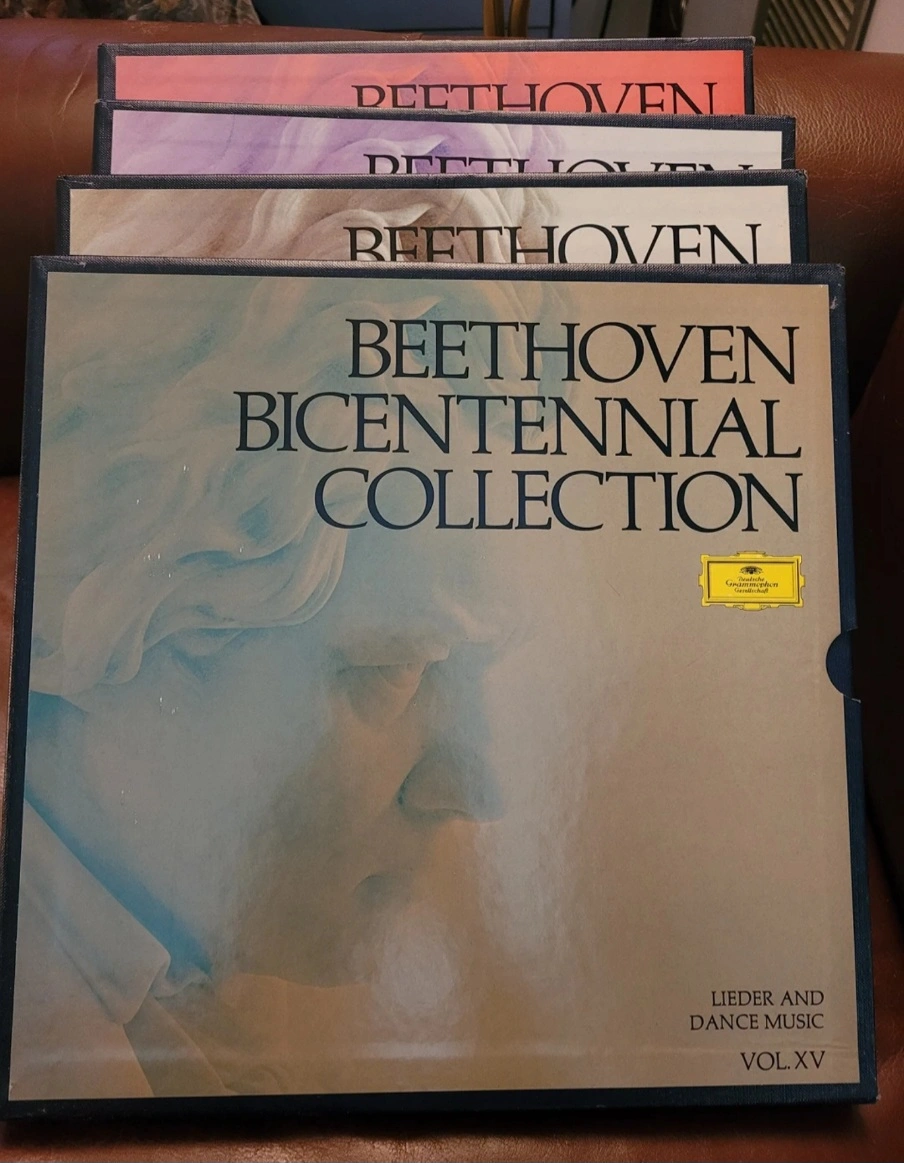 BEETHOVEN
BEETHOVEN
BEETHOVEN
BEETHOVEN
BICENTENNIAL
COLLECTION
Deutsche
Grammophon
Gesellschaft
LIEDER AND
DANCE MUSIC
VOL. XV